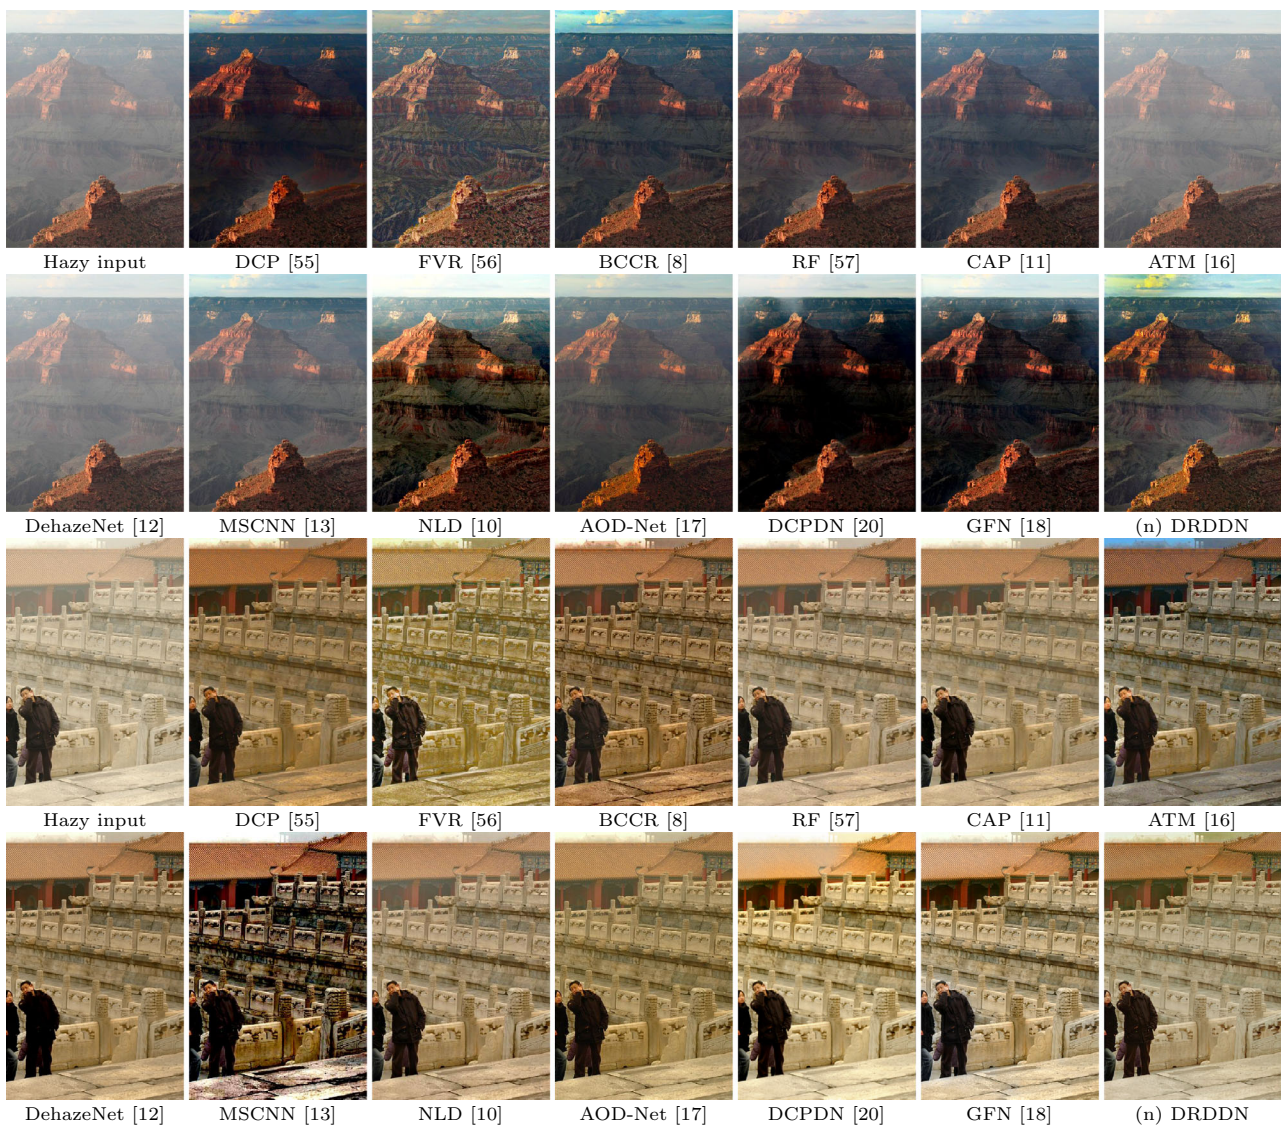 Hazy input DCP [55] FVR [56] BCCR [8] RF [57] CAP [11] ATM [16]
DehazeNet [12] MSCNN [13] NLD [10] AOD-Net [17] DCPDN [20] GFN [18] (n) DRDDN
Hazy input DCP [55] FVR [56] BCCR [8] RF [57] CAP [11] ATM [16]
DehazeNet [12] MSCNN [13] NLD [10] AOD-Net [17] DCPDN [20] GFN [18] (n) DRDDN